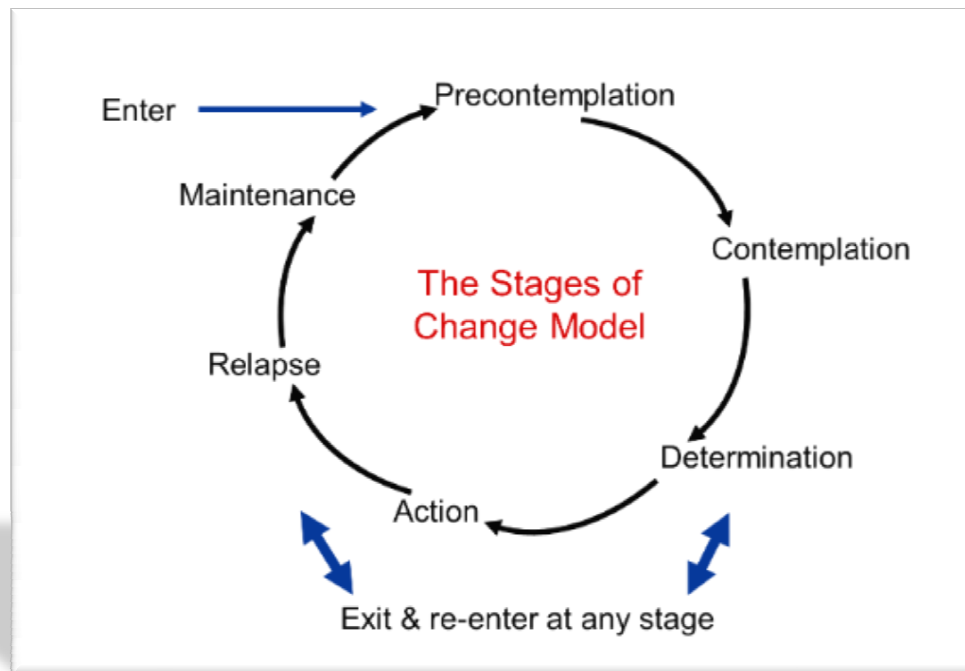 Enter
Precontemplation
Maintenance
Contemplation
The Stages of
Change Model
Relapse
Determination
Action
Exit & re-enter at any stage